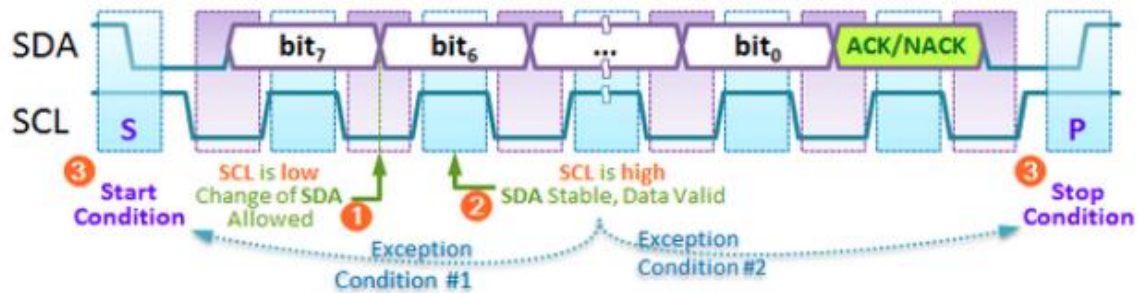 SDA
bit7
bit6
...
bit0
ACK/NACK
SCL
S
P
3
SCL is low
SCL is high
3
Start
Condition
Change of SDA
Allowed
1
2
SDA Stable, Data Valid
Stop
Condition
Exception
Condition #1
Exception
Condition #2